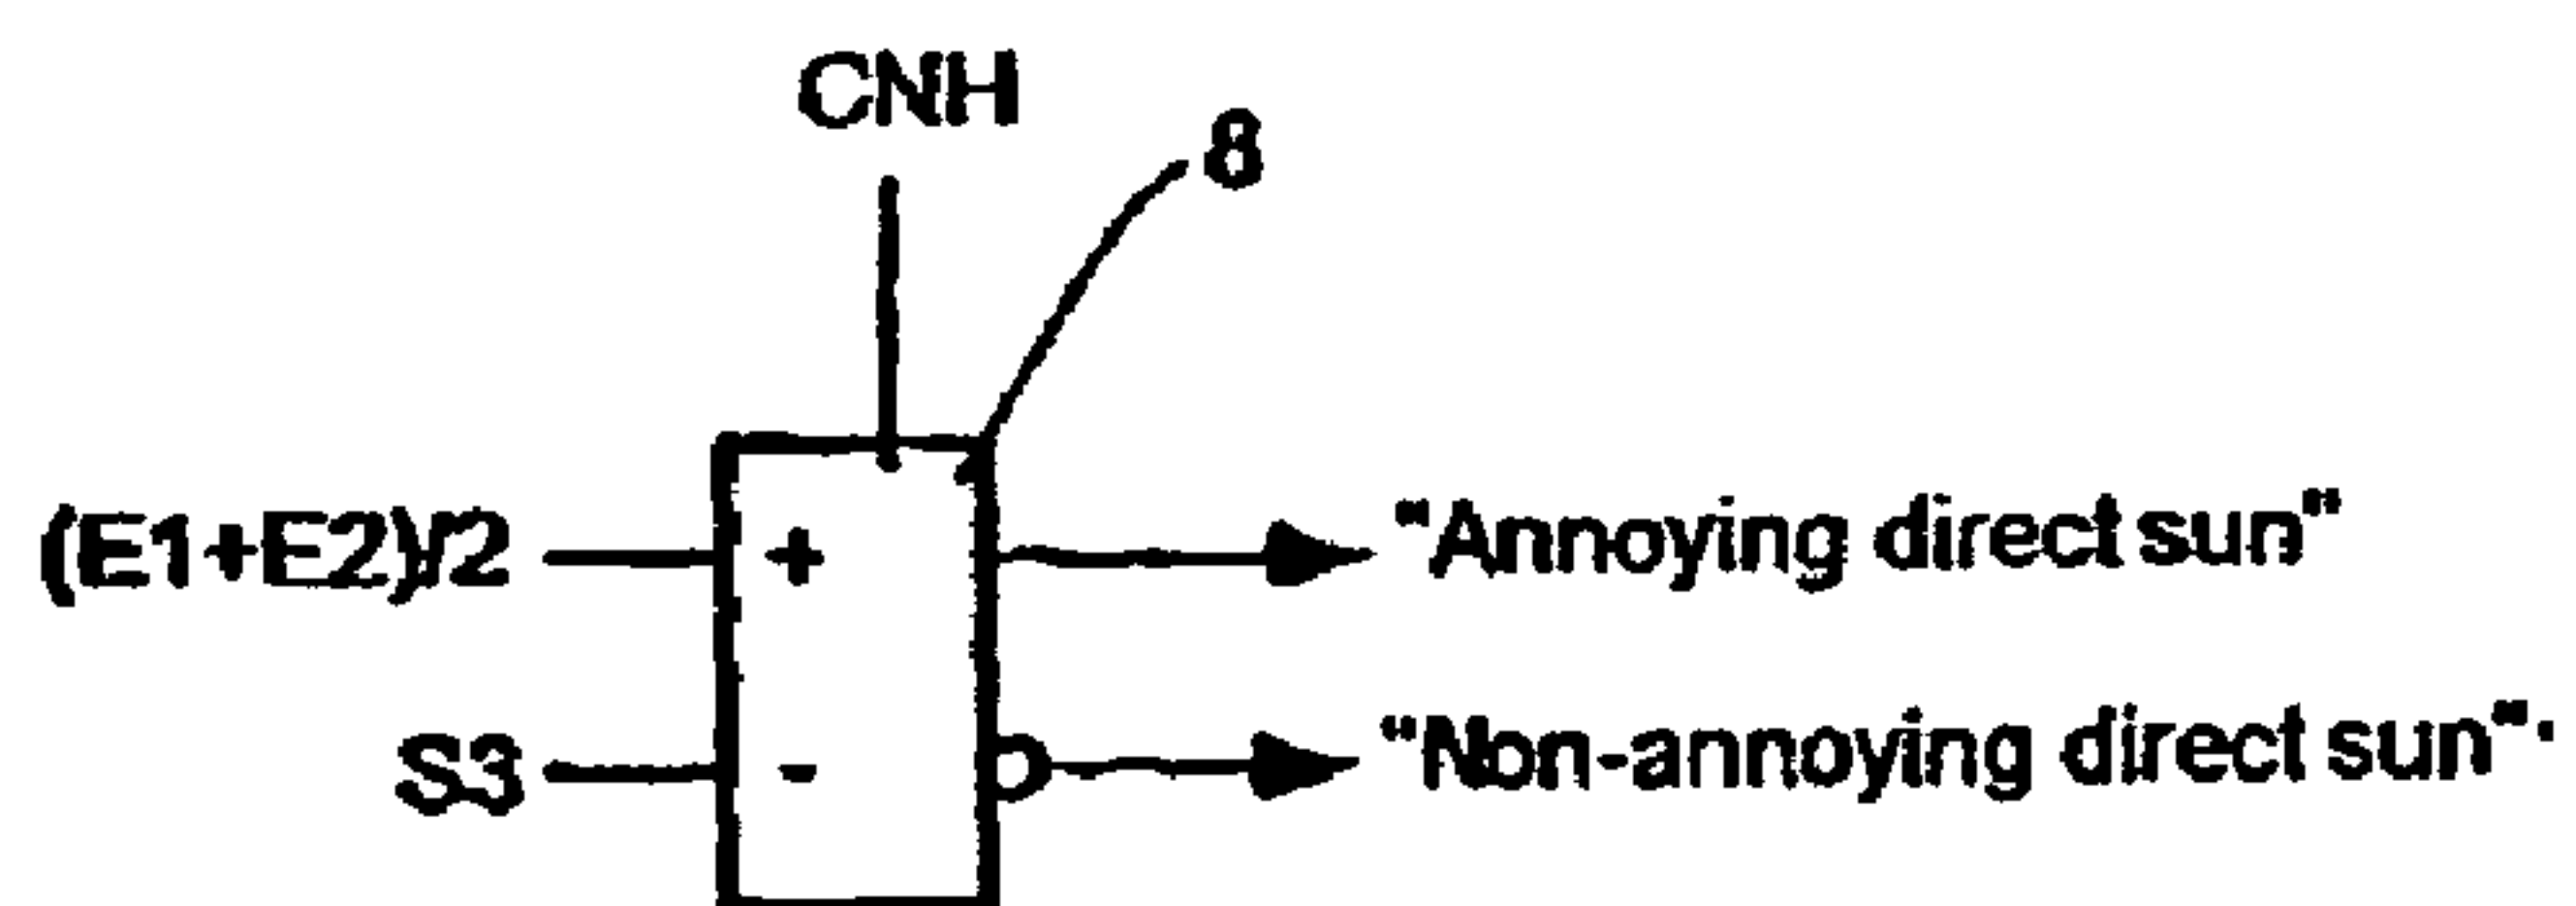 CNH
8
(E1+E2)/2 + "Annoying direct sun"
S3 - "Non-annoying direct sun".